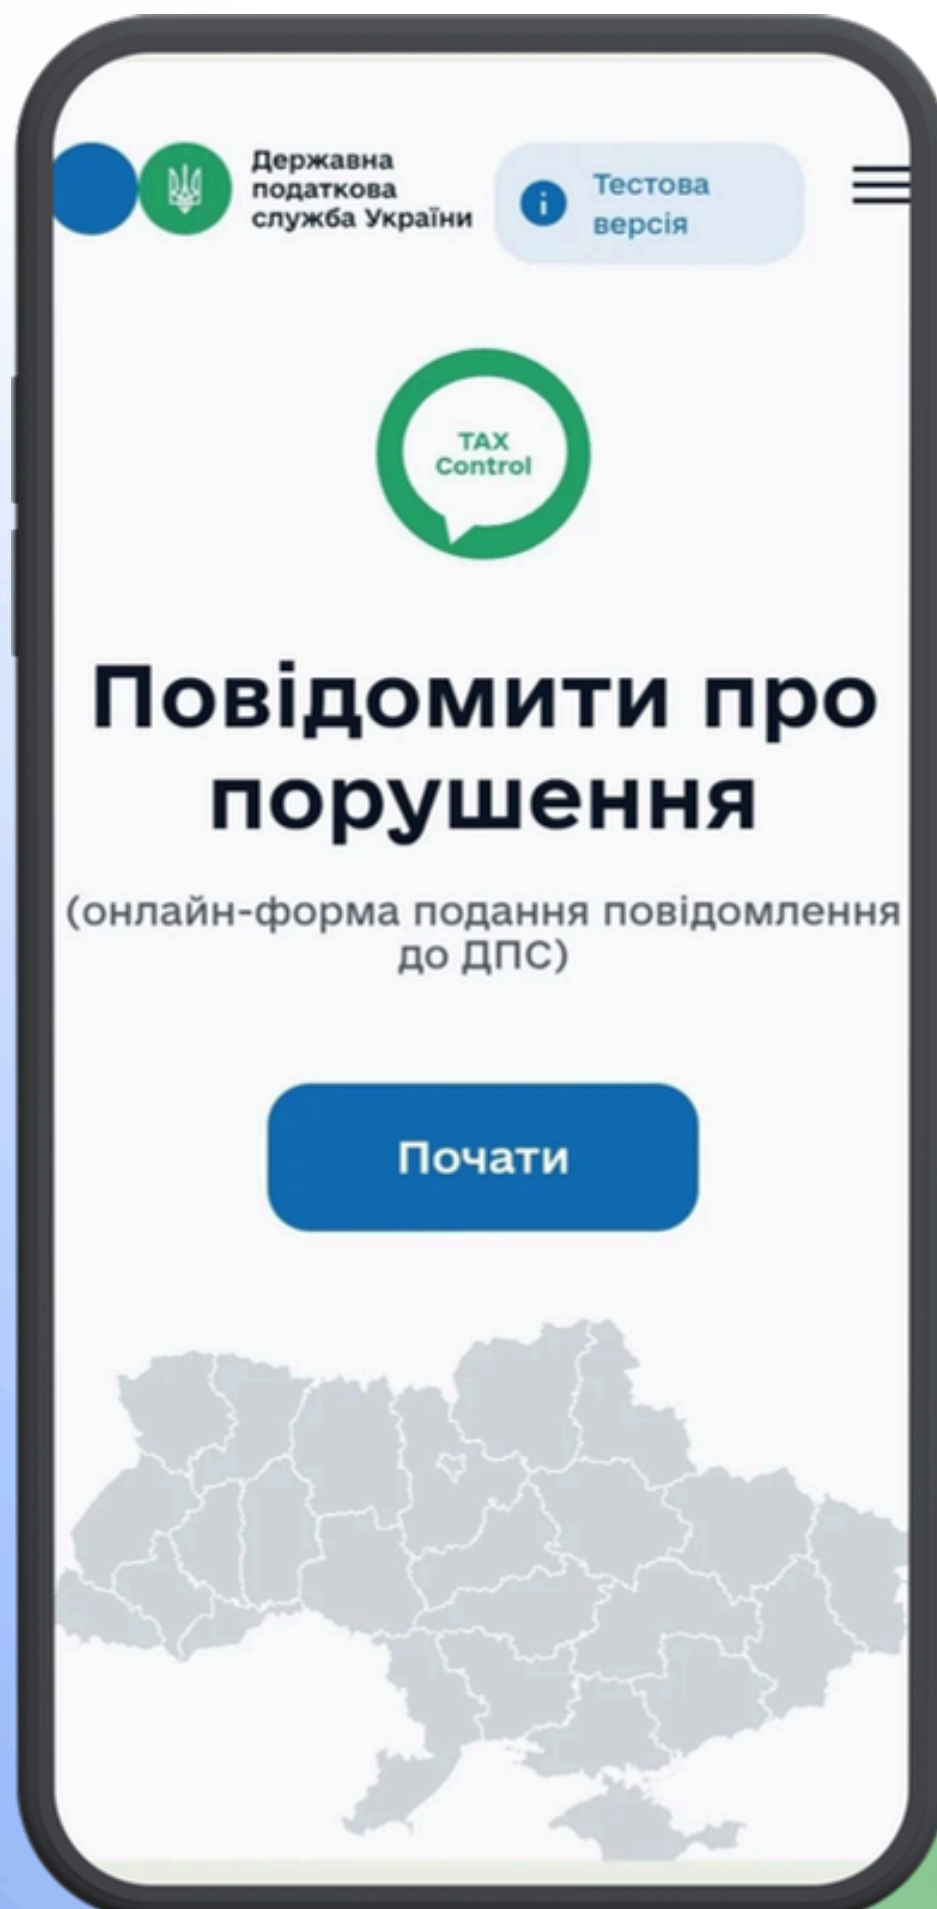 Державна
податкова
служба України
Тестова
версія
TAX
Control
Повідомити про
порушення
(онлайн-форма подання повідомлення
до ДПС)
Почати